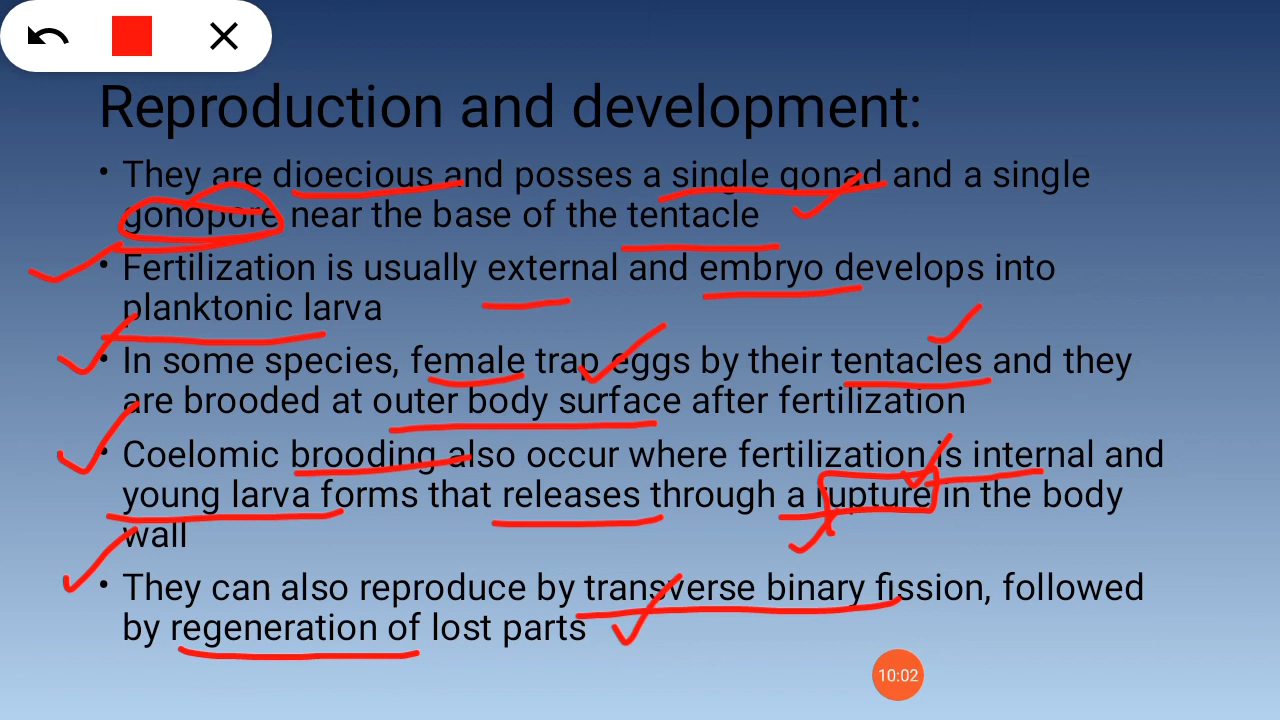 Reproduction and development:
• They are dioecious and posses a single gonad and a single
gonopore near the base of the tentacle
• Fertilization is usually external and embryo develops into
planktonic larva
• In some species, female trap eggs by their tentacles and they
are brooded at outer body surface after fertilization
• Coelomic brooding also occur where fertilization is internal and
young larva forms that releases through a rupture in the body
wall
• They can also reproduce by transverse binary fission, followed
by regeneration of lost parts
10:02